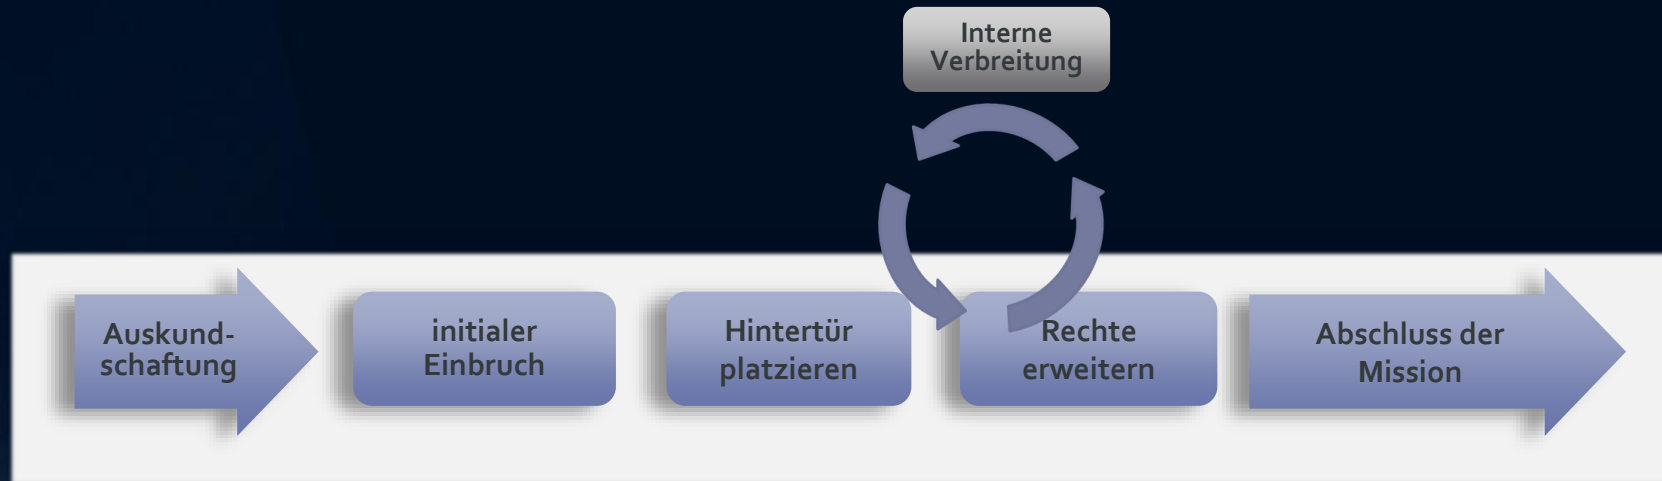 Interne
Verbreitung
Auskund-
schaftung
initialer
Einbruch
Hintertür
platzieren
Rechte
erweitern
Abschluss der
Mission